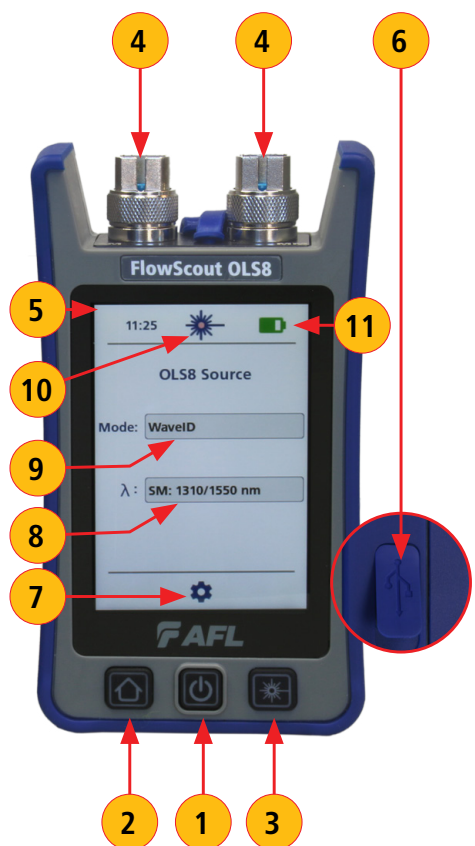 4 4 6
FlowScout OLS8
5
11:25
11
10
OLS8 Source
Mode: WaveID
9
λ: SM: 1310/1550 nm
8
7
AFL
2 1 3